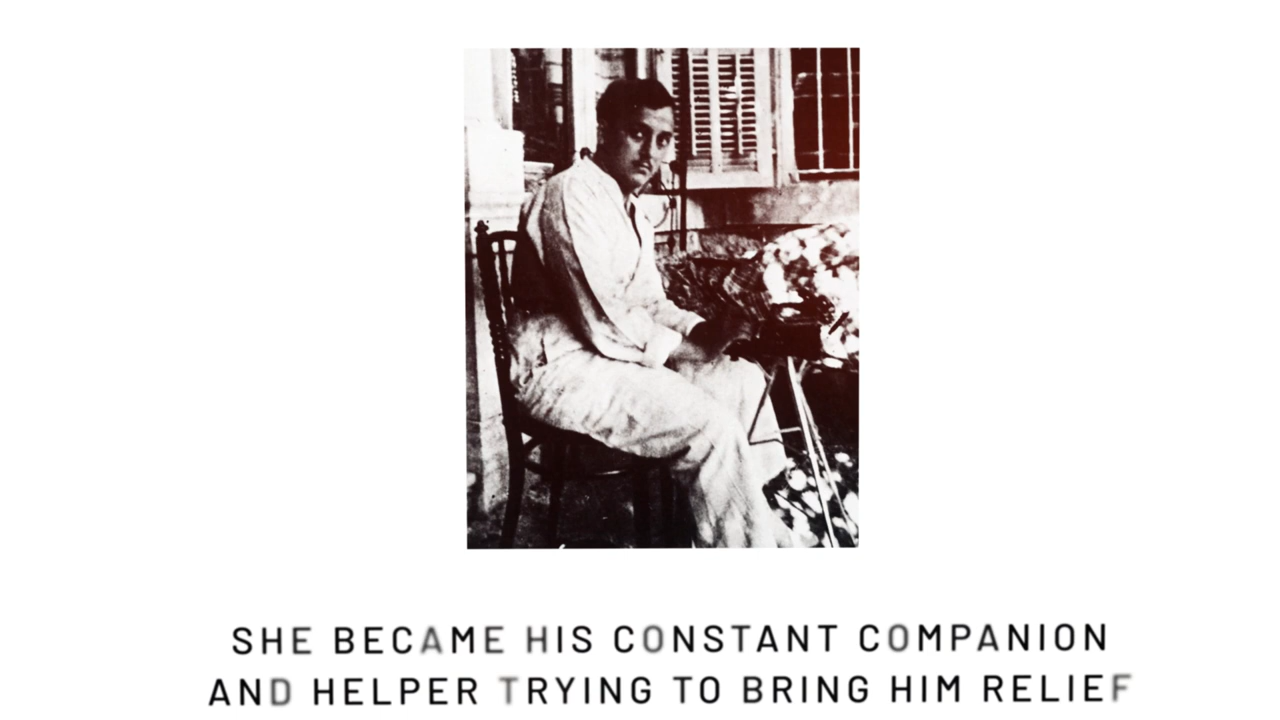 SHE BECAME HIS CONSTANT COMPANION
AND HELPER TRYING TO BRING HIM RELIEF